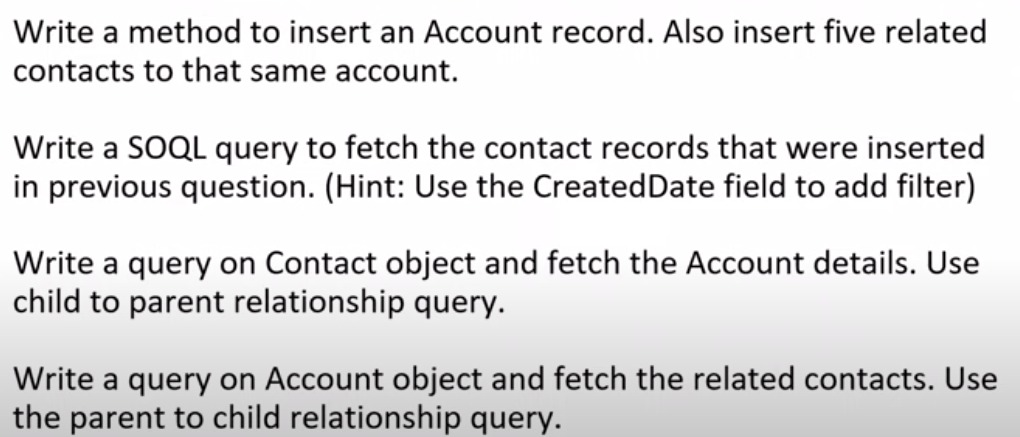 Write a method to insert an Account record. Also insert five related
contacts to that same account.
Write a SOQL query to fetch the contact records that were inserted
in previous question. (Hint: Use the CreatedDate field to add filter)
Write a query on Contact object and fetch the Account details. Use
child to parent relationship query.
Write a query on Account object and fetch the related contacts. Use
the parent to child relationship query.